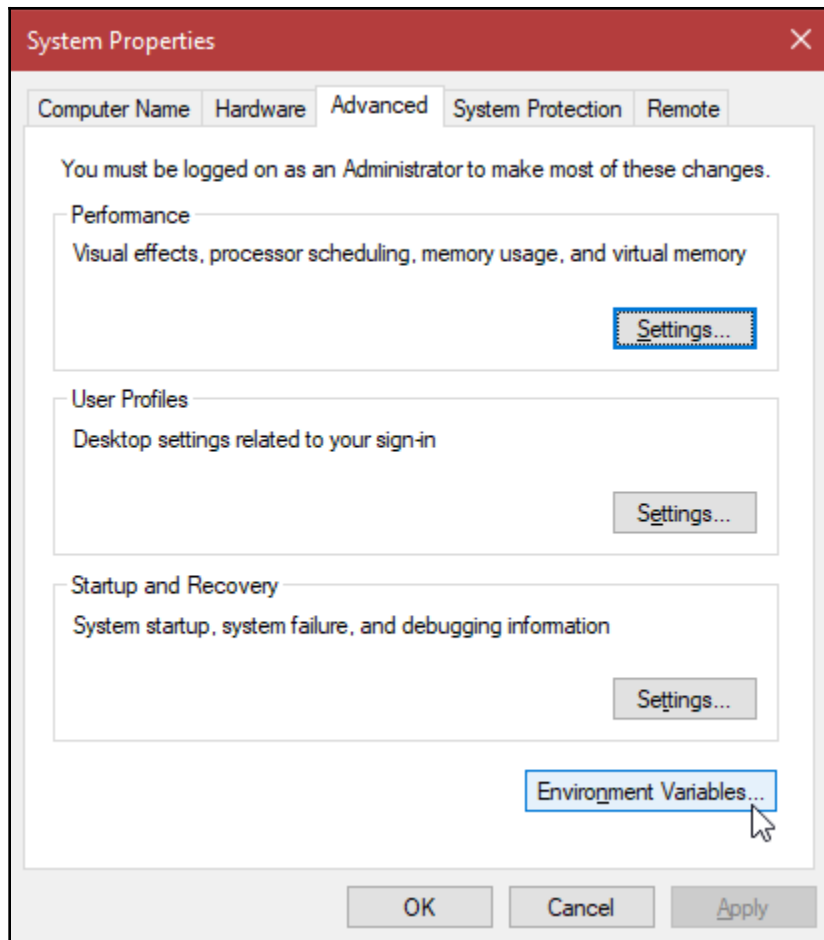 System Properties
Computer Name Hardware Advanced System Protection Remote
You must be logged on as an Administrator to make most of these changes.
Performance
Visual effects, processor scheduling, memory usage, and virtual memory
Settings...
User Profiles
Desktop settings related to your sign-in
Settings...
Startup and Recovery
System startup, system failure, and debugging information
Settings...
Environment Variables...
OK Cancel Apply